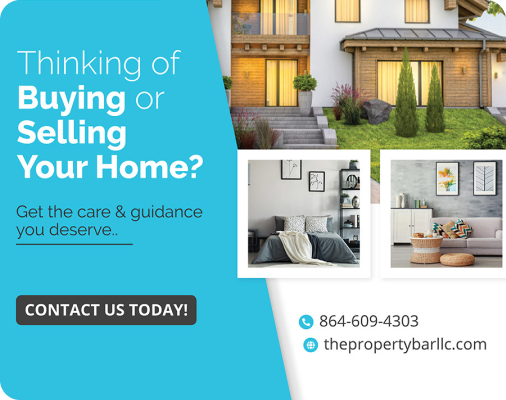 Thinking of
Buying or
Selling
Your Home?
Get the care & guidance
you deserve..
CONTACT US TODAY!
864-609-4303
thepropertybarllc.com